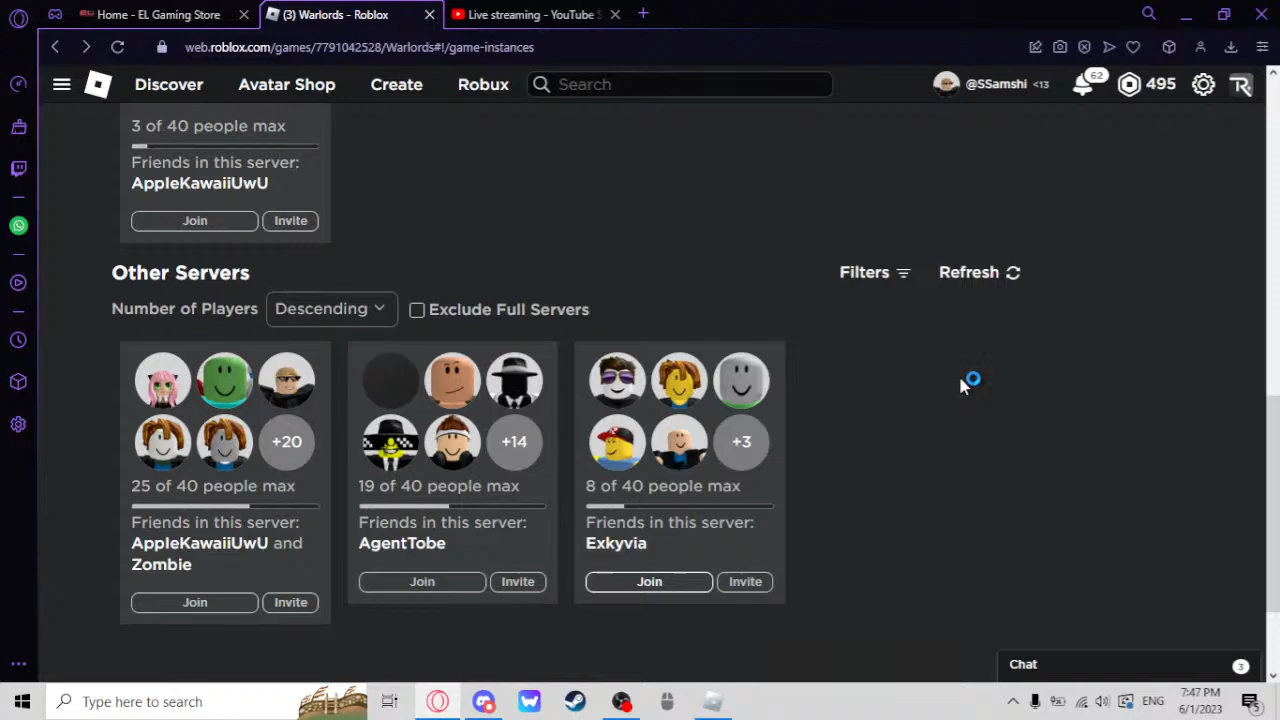 Home - EL Gaming Store
(3) Warlords - Roblox
Live streaming - YouTube S
web.roblox.com/games/7791042528/Warlords#!/game-instances
Discover
Avatar Shop
Create
Robux
Search
@SSamshi <13
62
495
3 of 40 people max
Friends in this server:
AppleKawaiiUwU
Join
Invite
Other Servers
Filters
Refresh
Number of Players
Descending
Exclude Full Servers
+20
25 of 40 people max
Friends in this server:
AppleKawaiiUwU and
Zombie
Join
Invite
+14
19 of 40 people max
Friends in this server:
AgentTobe
Join
Invite
+3
8 of 40 people max
Friends in this server:
Exkyvia
Join
Invite
Chat
3
Type here to search
ENG
7:47 PM
6/1/2023
5